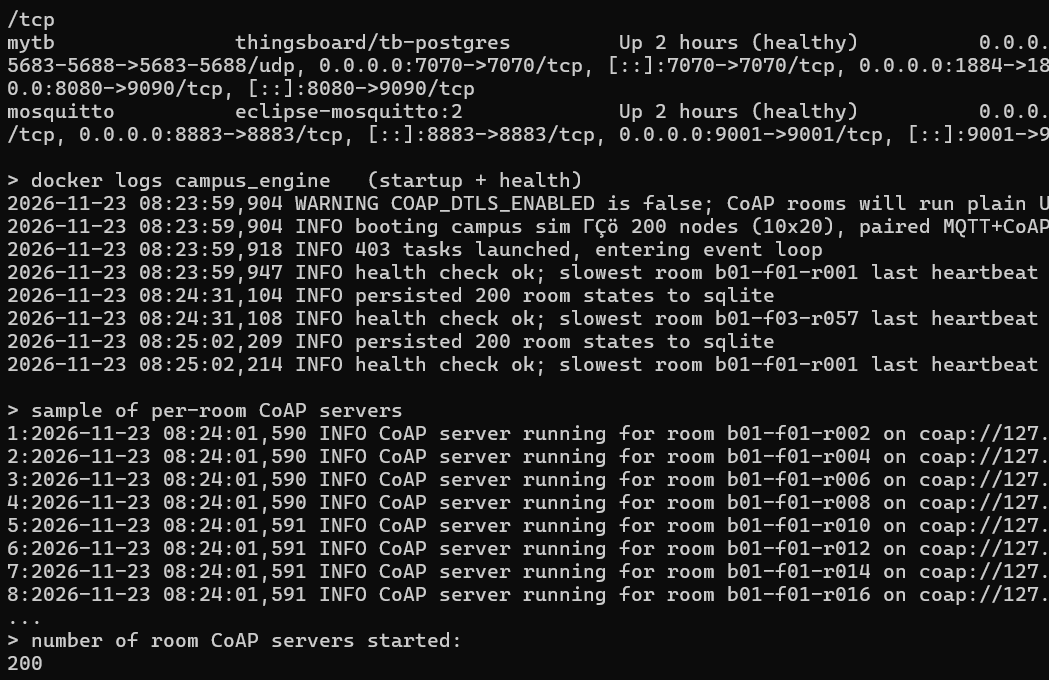 /tcp
mytb               thingsboard/tb-postgres         Up 2 hours (healthy)          0.0.0.
5683-5688->5683-5688/udp, 0.0.0.0:7070->7070/tcp, [::]:7070->7070/tcp, 0.0.0.0:1884->18
0.0:8080->9090/tcp, [::]:8080->9090/tcp
mosquitto          eclipse-mosquitto:2             Up 2 hours (healthy)          0.0.0.
/tcp, 0.0.0.0:8883->8883/tcp, [::]:8883->8883/tcp, 0.0.0.0:9001->9001/tcp, [::]:9001->9
> docker logs campus_engine   (startup + health)
2026-11-23 08:23:59,904 WARNING COAP_DTLS_ENABLED is false; CoAP rooms will run plain U
2026-11-23 08:23:59,904 INFO booting campus sim ΓÇö 200 nodes (10x20), paired MQTT+CoAP
2026-11-23 08:23:59,918 INFO 403 tasks launched, entering event loop
2026-11-23 08:23:59,947 INFO health check ok; slowest room b01-f01-r001 last heartbeat
2026-11-23 08:24:31,104 INFO persisted 200 room states to sqlite
2026-11-23 08:24:31,108 INFO health check ok; slowest room b01-f03-r057 last heartbeat
2026-11-23 08:25:02,209 INFO persisted 200 room states to sqlite
2026-11-23 08:25:02,214 INFO health check ok; slowest room b01-f01-r001 last heartbeat
> sample of per-room CoAP servers
1:2026-11-23 08:24:01,590 INFO CoAP server running for room b01-f01-r002 on coap://127.
2:2026-11-23 08:24:01,590 INFO CoAP server running for room b01-f01-r004 on coap://127.
3:2026-11-23 08:24:01,590 INFO CoAP server running for room b01-f01-r006 on coap://127.
4:2026-11-23 08:24:01,590 INFO CoAP server running for room b01-f01-r008 on coap://127.
5:2026-11-23 08:24:01,591 INFO CoAP server running for room b01-f01-r010 on coap://127.
6:2026-11-23 08:24:01,591 INFO CoAP server running for room b01-f01-r012 on coap://127.
7:2026-11-23 08:24:01,591 INFO CoAP server running for room b01-f01-r014 on coap://127.
8:2026-11-23 08:24:01,591 INFO CoAP server running for room b01-f01-r016 on coap://127.
...
> number of room CoAP servers started:
200